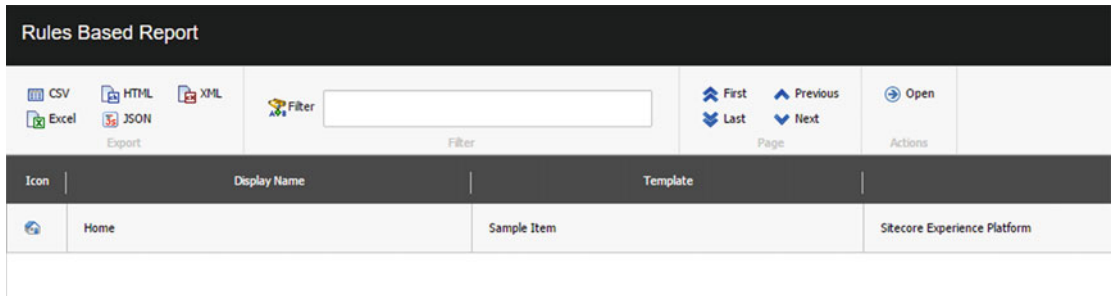 Rules Based Report
CSV HTML XML
Excel JSON
Export
Filter
Filter
First Previous
Last Next
Page
Open
Actions
Icon Display Name Template
Home Sample Item Sitecore Experience Platform